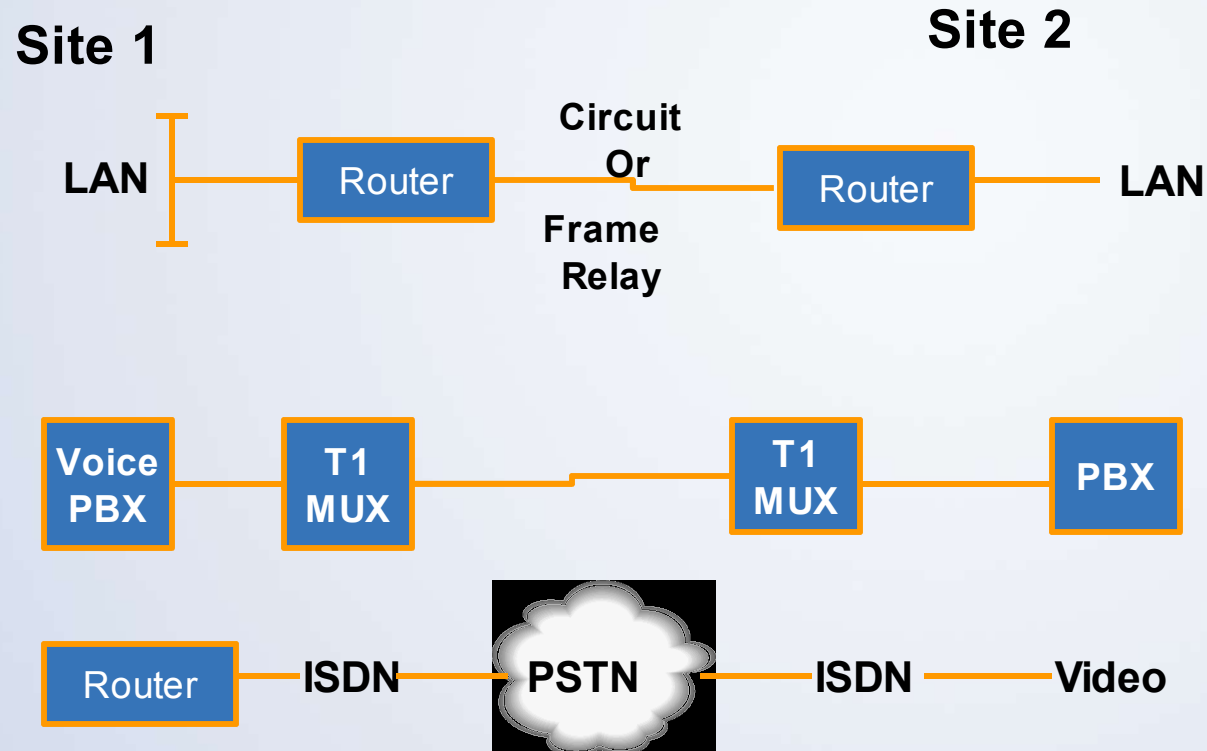 Site 1
Site 2
LAN
Router
Circuit
Or
Frame
Relay
Router
LAN
Voice
PBX
T1
MUX
T1
MUX
PBX
Router
ISDN
PSTN
ISDN
Video